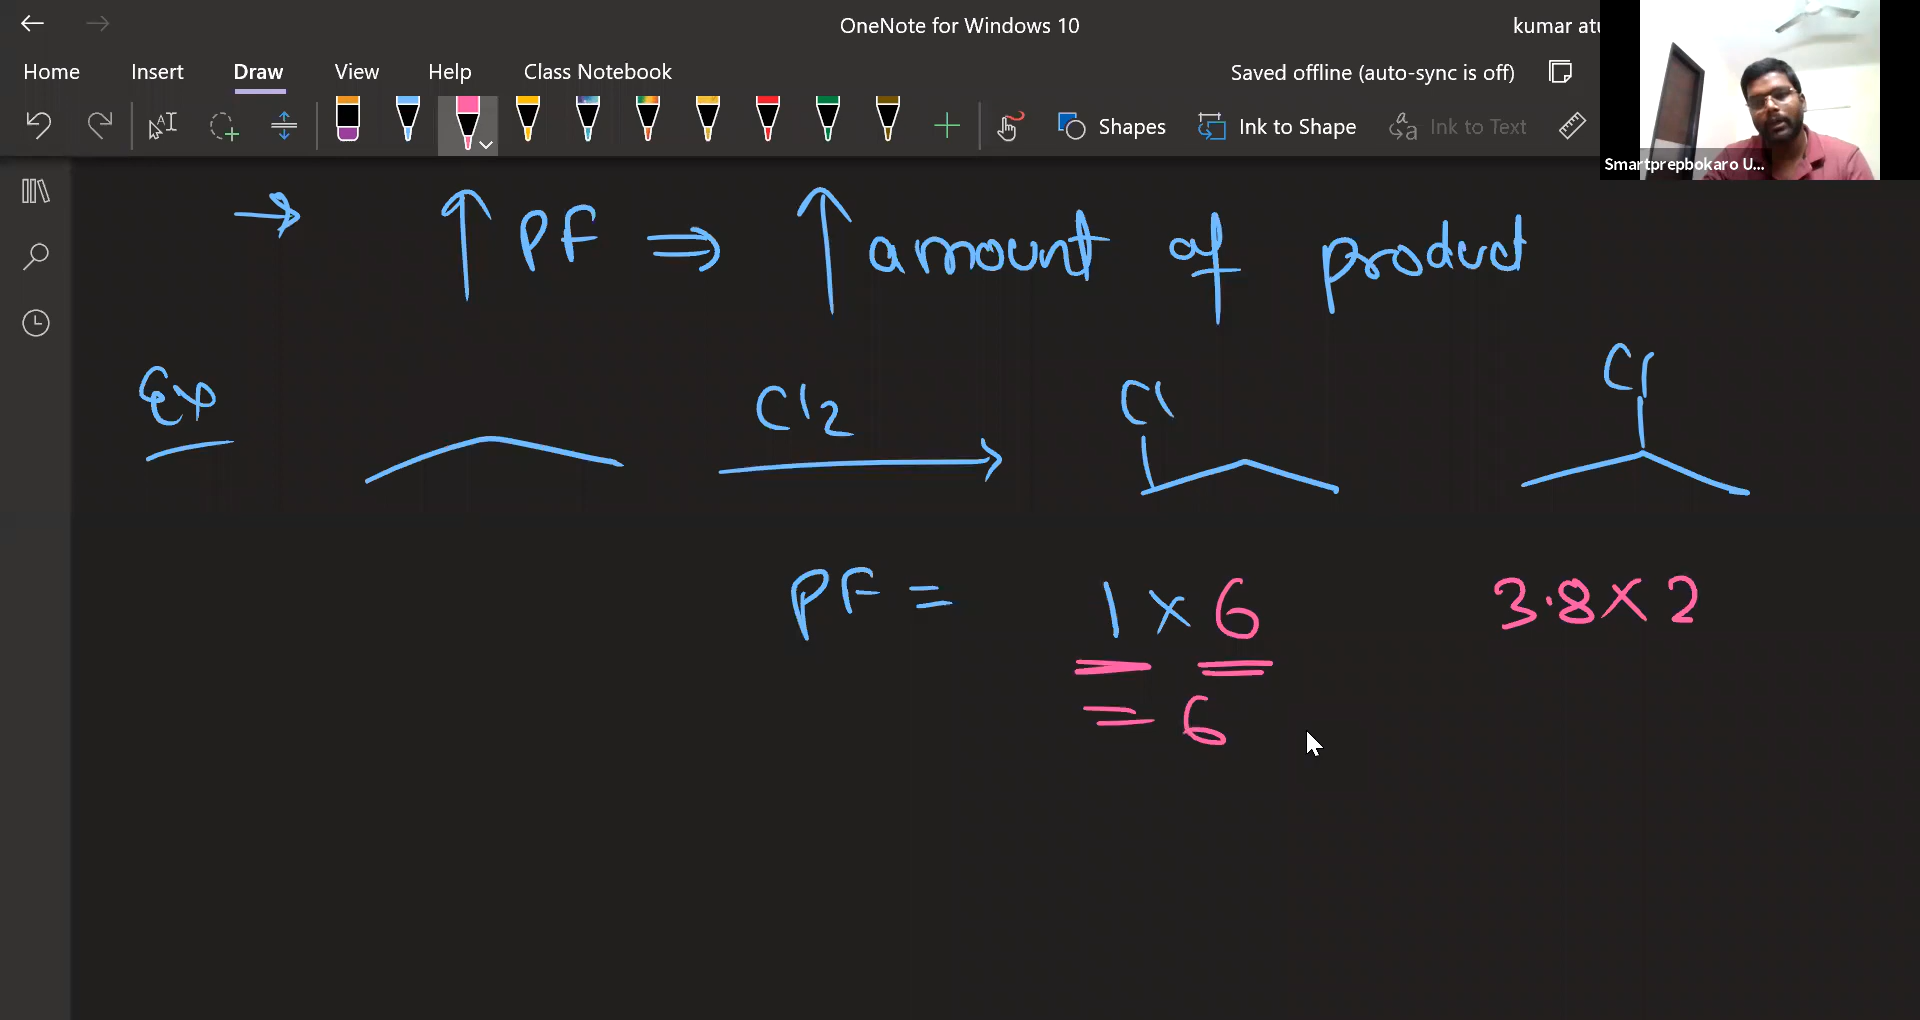 OneNote for Windows 10
kumar atu
Home Insert Draw View Help Class Notebook
Saved offline (auto-sync is off)
Shapes Ink to Shape Ink to Text
Smartprepbokaro U...
→ ↑ PF ⇒ ↑ amount of product
Ex
Cl2
Cl
Cl
PF = 1 × 6
3.8 × 2
= 6